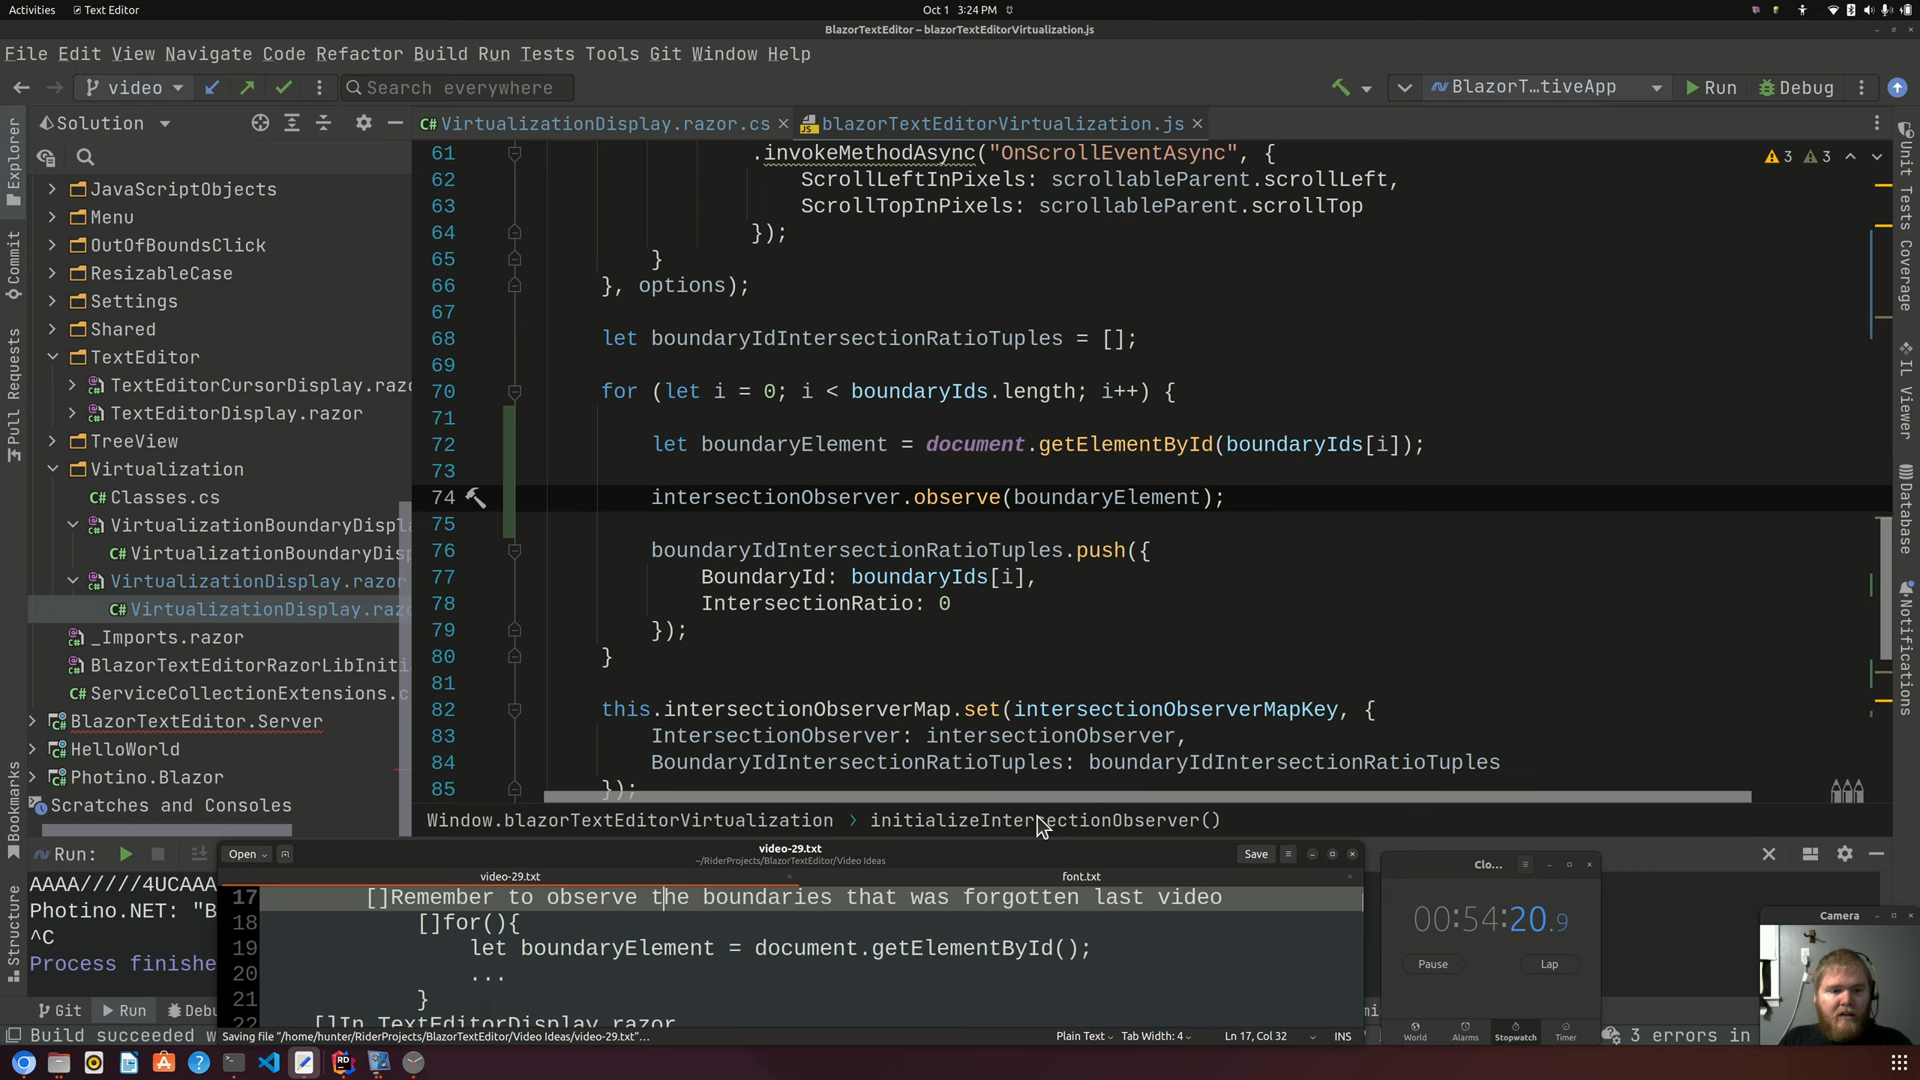 Activities
Text Editor
Oct 1 3:24 PM
BlazorTextEditor – blazorTextEditorVirtualization.js
File Edit View Navigate Code Refactor Build Run Tests Tools Git Window Help
video
Search everywhere
BlazorT...tiveApp
Run
Debug
Explorer
Commit
Pull Requests
Bookmarks
Structure
Solution
JavaScriptObjects
Menu
OutOfBoundsClick
ResizableCase
Settings
Shared
TextEditor
TextEditorCursorDisplay.razo
TextEditorDisplay.razor
TreeView
Virtualization
Classes.cs
VirtualizationBoundaryDispl
VirtualizationBoundaryDis
VirtualizationDisplay.razor
VirtualizationDisplay.razo
_Imports.razor
BlazorTextEditorRazorLibIniti
ServiceCollectionExtensions.c
BlazorTextEditor.Server
HelloWorld
Photino.Blazor
Scratches and Consoles
VirtualizationDisplay.razor.cs
blazorTextEditorVirtualization.js
3 3
61 .invokeMethodAsync("OnScrollEventAsync", {
62 ScrollLeftInPixels: scrollableParent.scrollLeft,
63 ScrollTopInPixels: scrollableParent.scrollTop
64 });
65 }
66 }, options);
67
68 let boundaryIdIntersectionRatioTuples = [];
69
70 for (let i = 0; i < boundaryIds.length; i++) {
71
72 let boundaryElement = document.getElementById(boundaryIds[i]);
73
74 intersectionObserver.observe(boundaryElement);
75
76 boundaryIdIntersectionRatioTuples.push({
77 BoundaryId: boundaryIds[i],
78 IntersectionRatio: 0
79 });
80 }
81
82 this.intersectionObserverMap.set(intersectionObserverMapKey, {
83 IntersectionObserver: intersectionObserver,
84 BoundaryIdIntersectionRatioTuples: boundaryIdIntersectionRatioTuples
85 });
Window.blazorTextEditorVirtualization › initializeIntersectionObserver()
Unit Tests Coverage
IL Viewer
Database
Notifications
Run:
AAAA/////4UCAAA
Photino.NET: "B
^C
Process finishe
Git
Run
Debu
Build succeeded w
3 errors in
Open
video-29.txt
~/RiderProjects/BlazorTextEditor/Video Ideas
Save
video-29.txt
font.txt
17 []Remember to observe the boundaries that was forgotten last video
18 []for(){
19 let boundaryElement = document.getElementById();
20 ...
21 }
22 []In TextEditorDisplay.razor
Saving file "/home/hunter/RiderProjects/BlazorTextEditor/Video Ideas/video-29.txt"...
Plain Text
Tab Width: 4
Ln 17, Col 32
INS
Clo...
00:54:20.9
Pause
Lap
World
Alarms
Stopwatch
Timer
Camera